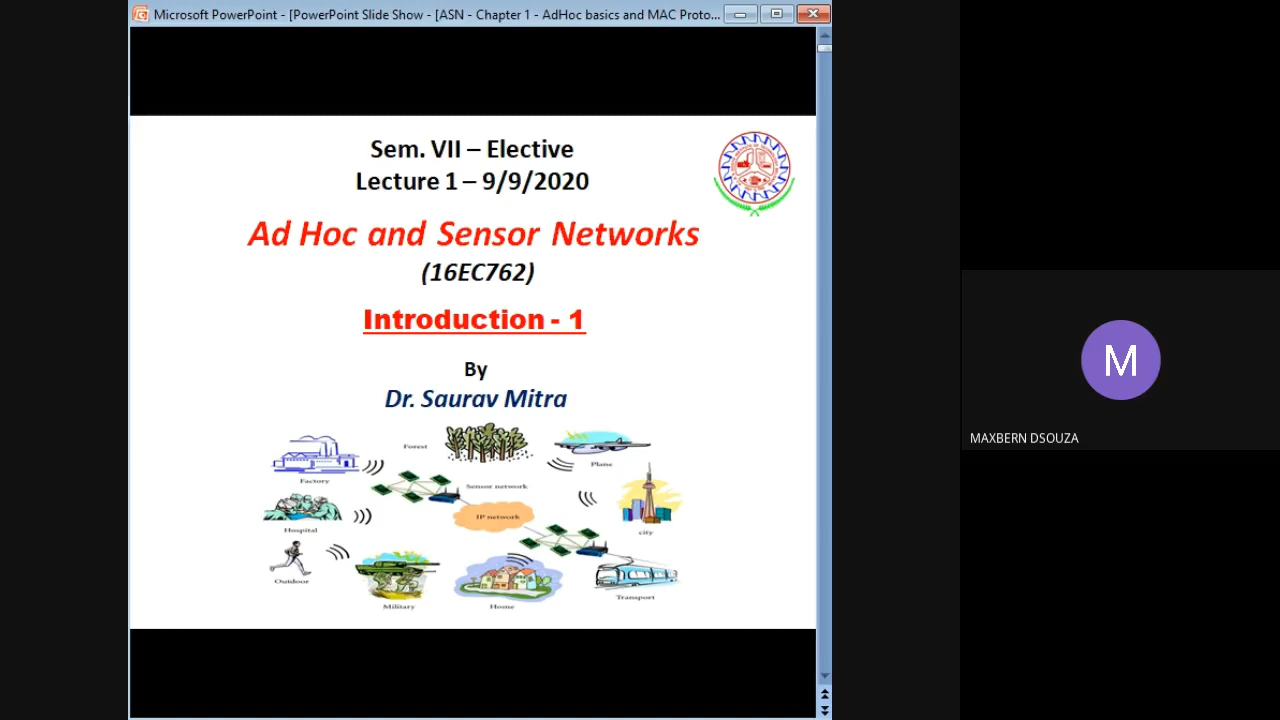 Microsoft PowerPoint - [PowerPoint Slide Show - [ASN - Chapter 1 - AdHoc basics and MAC Proto...
Sem. VII – Elective
Lecture 1 – 9/9/2020
Ad Hoc and Sensor Networks
(16EC762)
Introduction - 1
By
Dr. Saurav Mitra
Forest
Plane
Factory
Sensor network
IP network
Hospital
city
Outdoor
Military
Home
Transport
M
MAXBERN DSOUZA